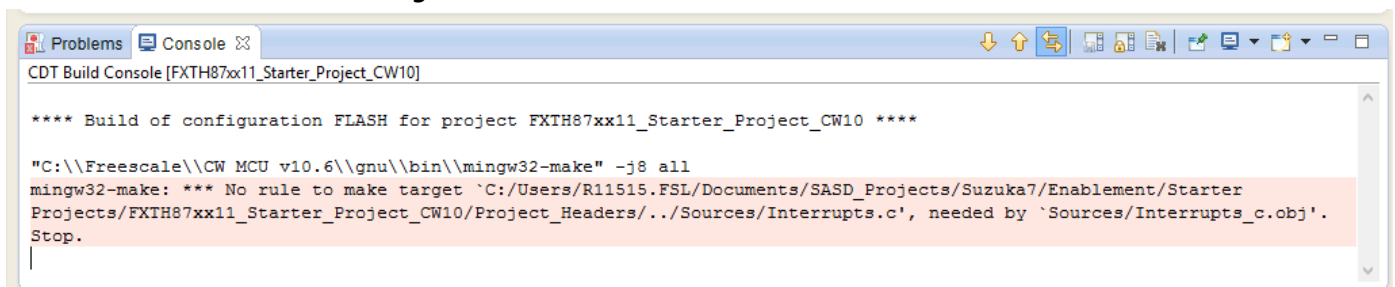 Problems Console
CDT Build Console [FXTH87xx11_Starter_Project_CW10]
**** Build of configuration FLASH for project FXTH87xx11_Starter_Project_CW10 ****
"C:\\Freescale\\CW MCU v10.6\\gnu\\bin\\mingw32-make" -j8 all
mingw32-make: *** No rule to make target `C:/Users/R11515.FSL/Documents/SASD_Projects/Suzuka7/Enablement/Starter
Projects/FXTH87xx11_Starter_Project_CW10/Project_Headers/../Sources/Interrupts.c', needed by `Sources/Interrupts_c.obj'.
Stop.